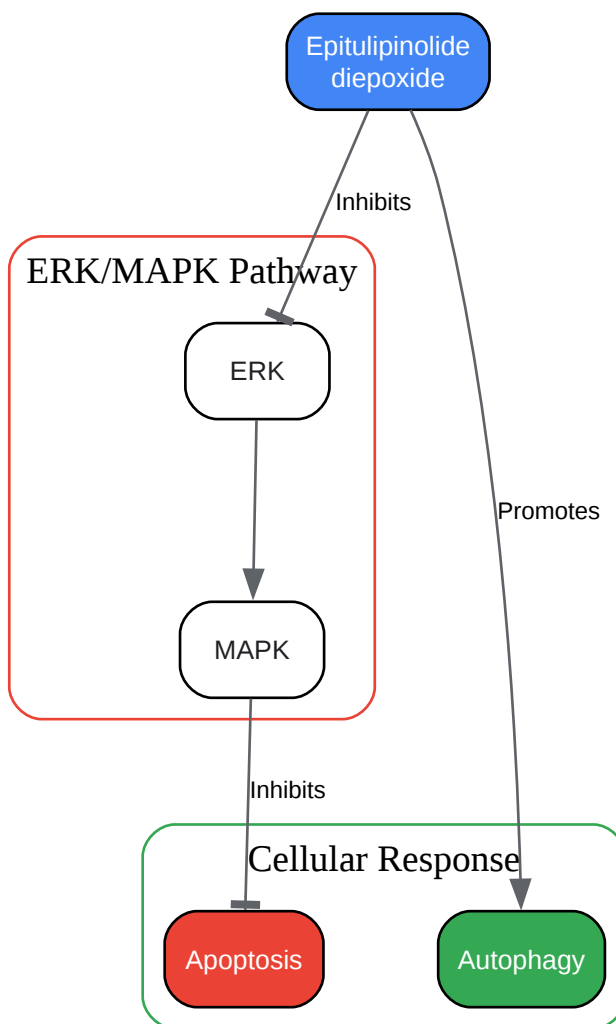 Epitulipinolide
diepoxide
Inhibits
ERK/MAPK Pathway
ERK
Promotes
MAPK
Inhibits
Cellular Response
Apoptosis
Autophagy